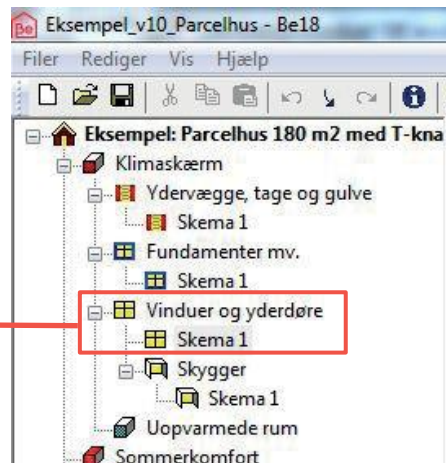 Be Eksempel_v10_Parcelhus - Be18
Filer Rediger Vis Hjælp
Eksempel: Parcelhus 180 m2 med T-kna
Klimaskærm
Ydervægge, tage og gulve
Skema 1
Fundamenter mv.
Skema 1
Vinduer og yderdøre
Skema 1
Skygger
Skema 1
Uopvarmede rum
Sommerkomfort